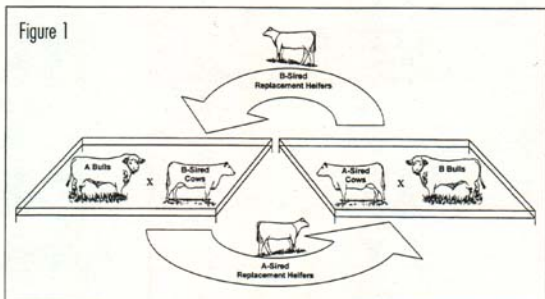 Figure 1
B-Sired
Replacement Heifers
A Bulls
x
B-Sired
Cows
A-Sired
Cows
x
B Bulls
A-Sired
Replacement Heifers